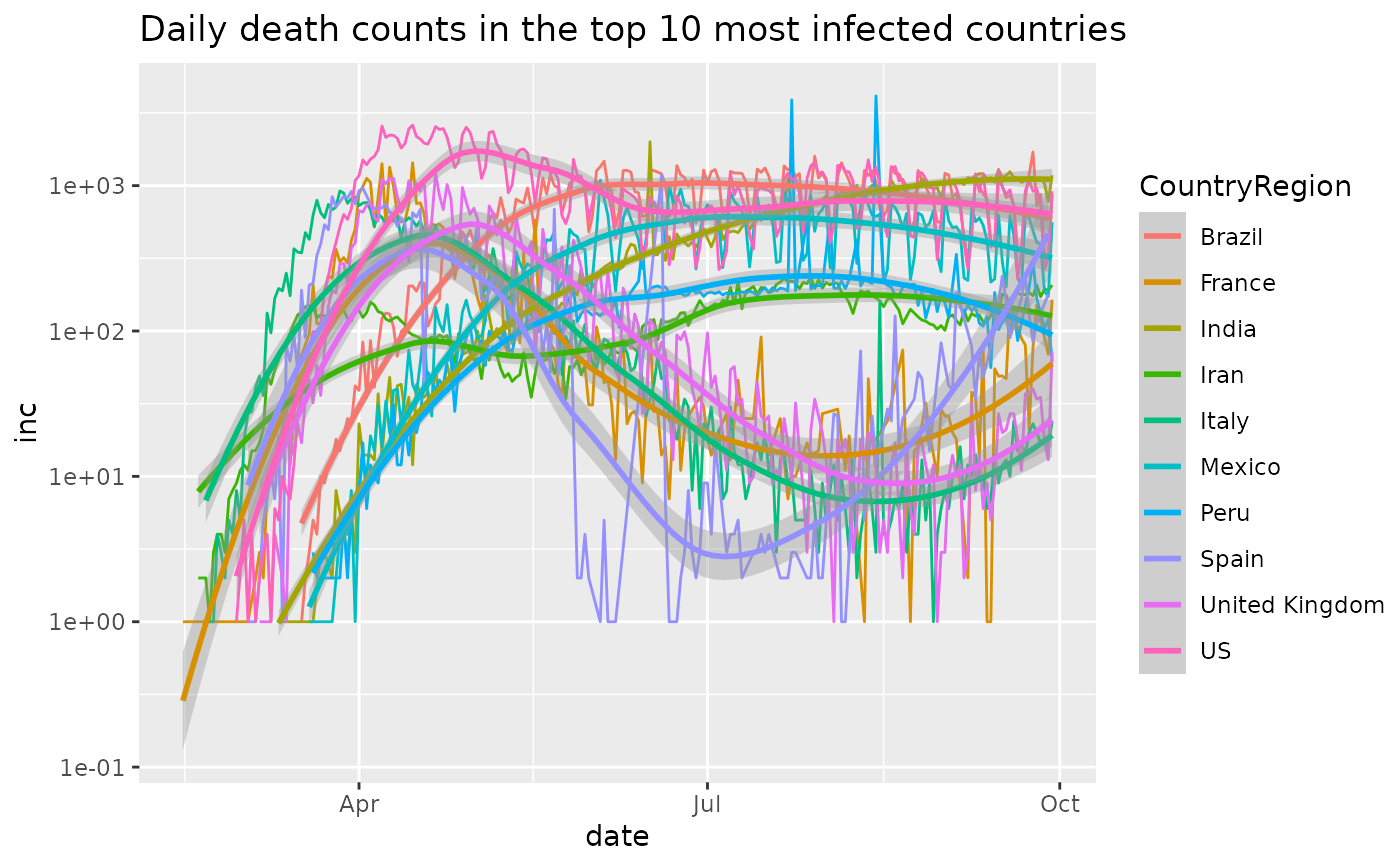 Daily death counts in the top 10 most infected countries
inc
1e+03
1e+02
1e+01
1e+00
1e-01
Apr
Jul
Oct
date
CountryRegion
Brazil
France
India
Iran
Italy
Mexico
Peru
Spain
United Kingdom
US